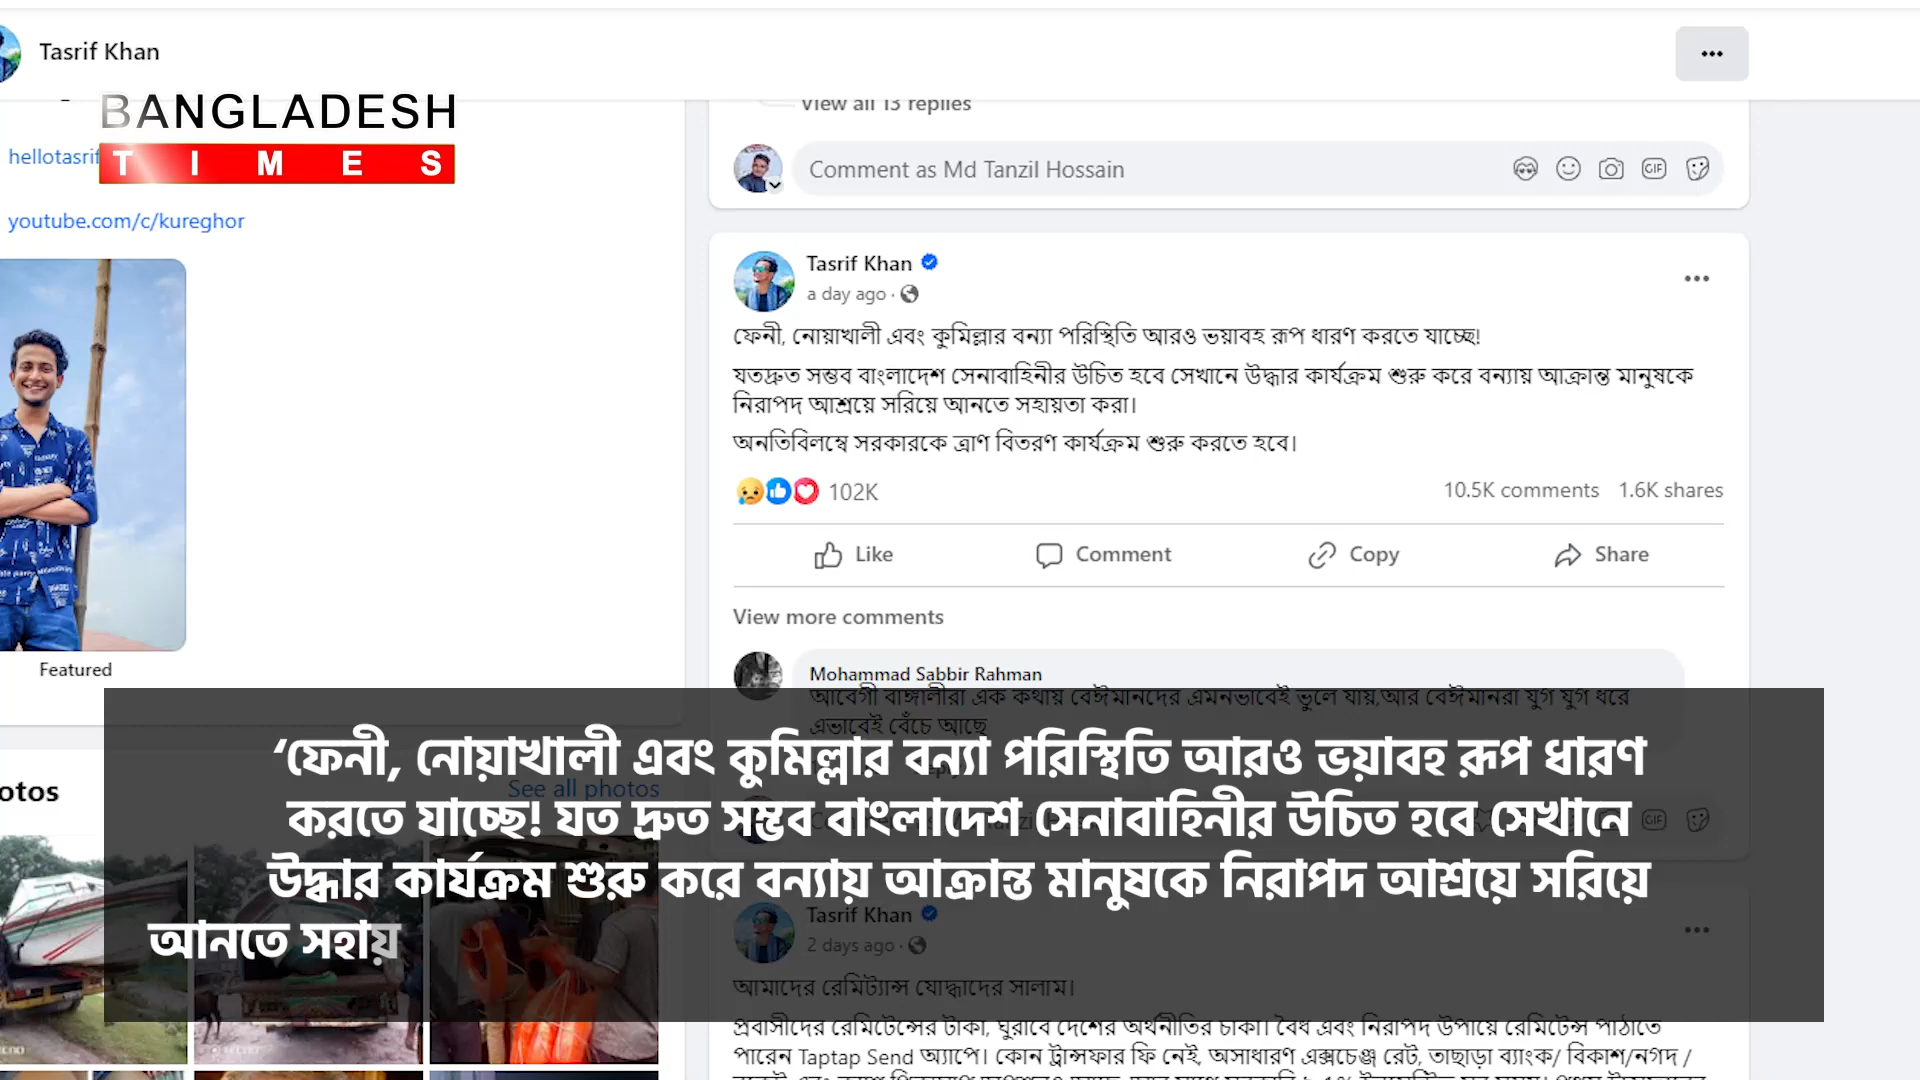 Tasrif Khan
BANGLADESH
TIMES
hellotasrif
youtube.com/c/kureghor
Featured
otos
See all photos
View all 13 replies
Comment as Md Tanzil Hossain
Tasrif Khan
a day ago ·
ফেনী, নোয়াখালী এবং কুমিল্লার বন্যা পরিস্থিতি আরও ভয়াবহ রূপ ধারণ করতে যাচ্ছে!
যতদ্রুত সম্ভব বাংলাদেশ সেনাবাহিনীর উচিত হবে সেখানে উদ্ধার কার্যক্রম শুরু করে বন্যায় আক্রান্ত মানুষকে
নিরাপদ আশ্রয়ে সরিয়ে আনতে সহায়তা করা।
অনতিবিলম্বে সরকারকে ত্রাণ বিতরণ কার্যক্রম শুরু করতে হবে।
102K
10.5K comments 1.6K shares
Like Comment Copy Share
View more comments
Mohammad Sabbir Rahman
আবেগী বাঙ্গালীরা এক কথায় বেঈমানদের এমনভাবেই ভুলে যায়,আর বেঈমানরা যুগ যুগ ধরে
এভাবেই বেঁচে আছে
‘ফেনী, নোয়াখালী এবং কুমিল্লার বন্যা পরিস্থিতি আরও ভয়াবহ রূপ ধারণ
করতে যাচ্ছে! যত দ্রুত সম্ভব বাংলাদেশ সেনাবাহিনীর উচিত হবে সেখানে
উদ্ধার কার্যক্রম শুরু করে বন্যায় আক্রান্ত মানুষকে নিরাপদ আশ্রয়ে সরিয়ে
আনতে সহায়
Tasrif Khan
2 days ago ·
আমাদের রেমিট্যান্স যোদ্ধাদের সালাম।
প্রবাসীদের রেমিটেন্সের টাকা, ঘুরাবে দেশের অর্থনীতির চাকা। বৈধ এবং নিরাপদ উপায়ে রেমিটেন্স পাঠাতে
পারেন Taptap Send অ্যাপে। কোন ট্রান্সফার ফি নেই, অসাধারণ এক্সচেঞ্জ রেট, তাছাড়া ব্যাংক/ বিকাশ/নগদ /